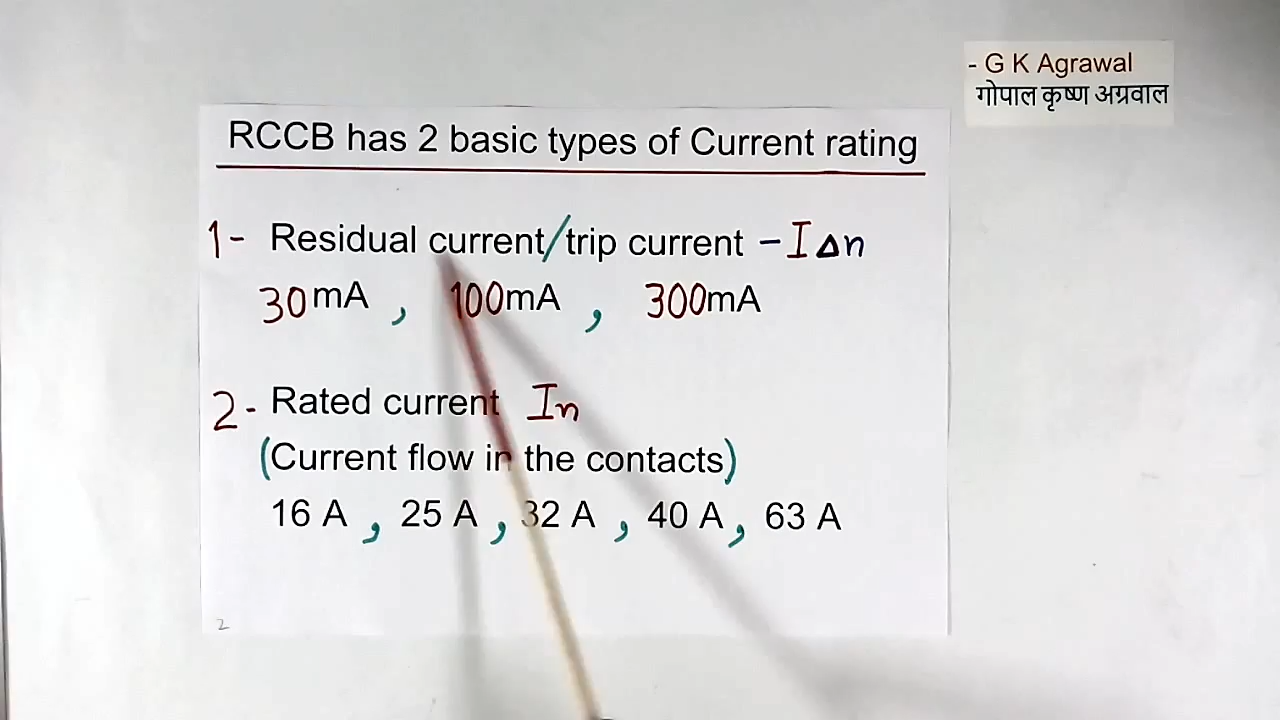 - G K Agrawal
गोपाल कृष्ण अग्रवाल
RCCB has 2 basic types of Current rating
1- Residual current/trip current - I∆n
30mA , 100mA , 300mA
2- Rated current In
(Current flow in the contacts)
16 A , 25 A , 32 A , 40 A , 63 A
2